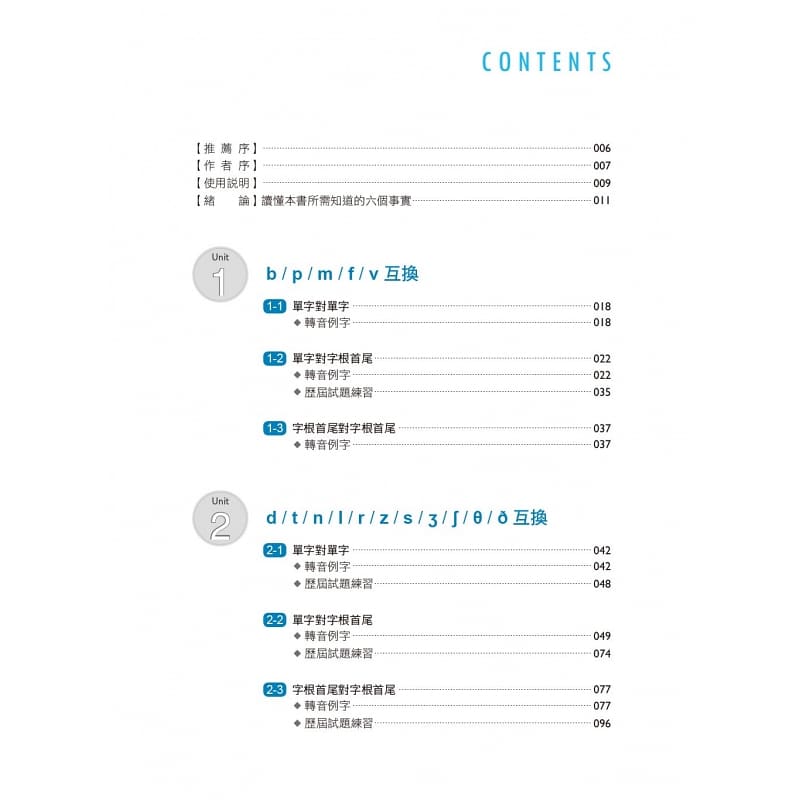 CONTENTS
【推薦序】 006
【作者序】 007
【使用說明】 009
【緒 論】讀懂本書所需知道的六個事實 011
Unit 1
b / p / m / f / v 互換
1-1 單字對單字 018
◆ 轉音例字 018
1-2 單字對字根首尾 022
◆ 轉音例字 022
◆ 歷屆試題練習 035
1-3 字根首尾對字根首尾 037
◆ 轉音例字 037
Unit 2
d / t / n / l / r / z / s / ʒ / ʃ / θ / ð 互換
2-1 單字對單字 042
◆ 轉音例字 042
◆ 歷屆試題練習 048
2-2 單字對字根首尾
◆ 轉音例字 049
◆ 歷屆試題練習 074
2-3 字根首尾對字根首尾 077
◆ 轉音例字 077
◆ 歷屆試題練習 096